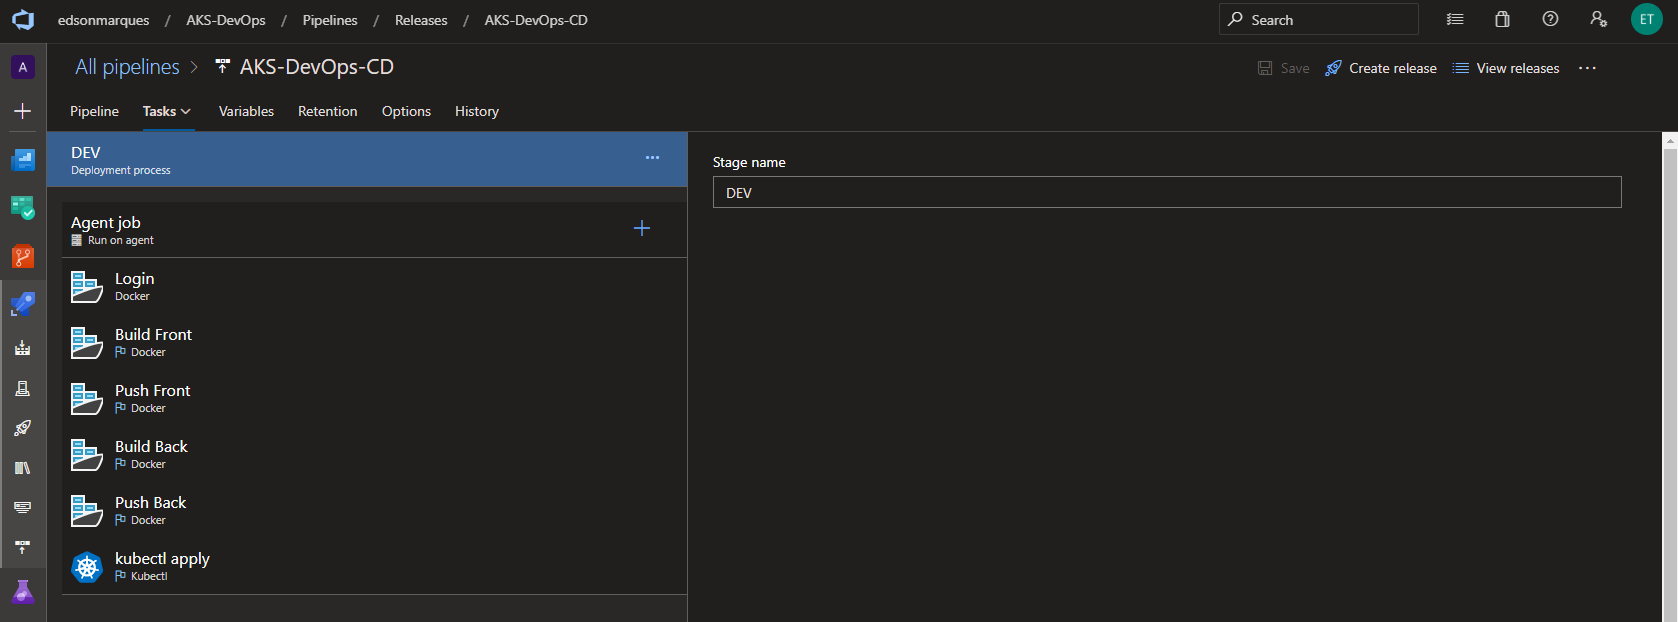 edsonmarques / AKS-DevOps / Pipelines / Releases / AKS-DevOps-CD
Search
ET
A
All pipelines > AKS-DevOps-CD
Save
Create release
View releases
Pipeline
Tasks
Variables
Retention
Options
History
DEV
Deployment process
Agent job
Run on agent
Login
Docker
Build Front
Docker
Push Front
Docker
Build Back
Docker
Push Back
Docker
kubectl apply
Kubectl
Stage name
DEV